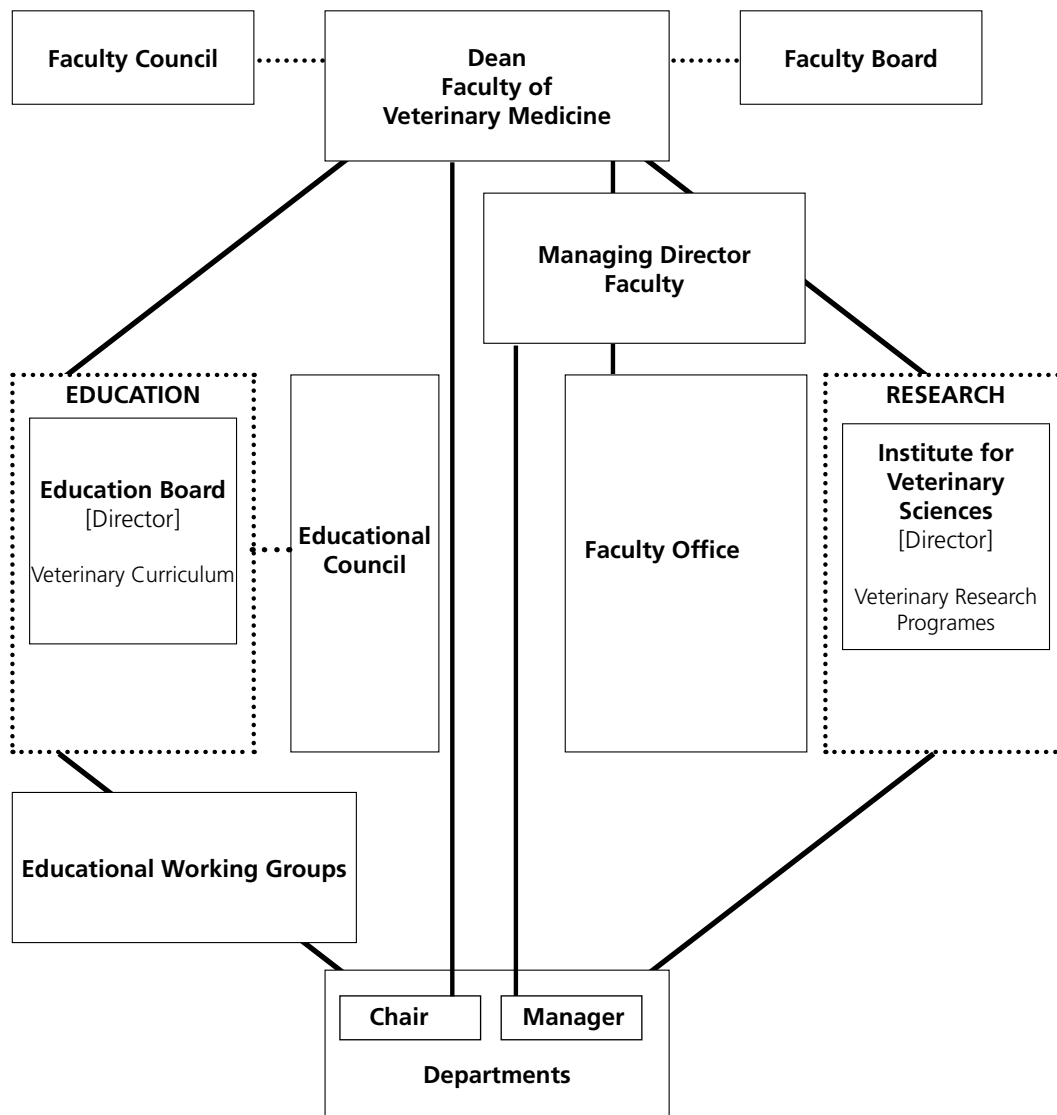 Faculty Council
Dean
Faculty of
Veterinary Medicine
Faculty Board
Managing Director
Faculty
EDUCATION
Education Board
[Director]
Veterinary Curriculum
Educational
Council
Faculty Office
RESEARCH
Institute for
Veterinary
Sciences
[Director]
Veterinary Research
Programes
Educational Working Groups
Chair
Manager
Departments